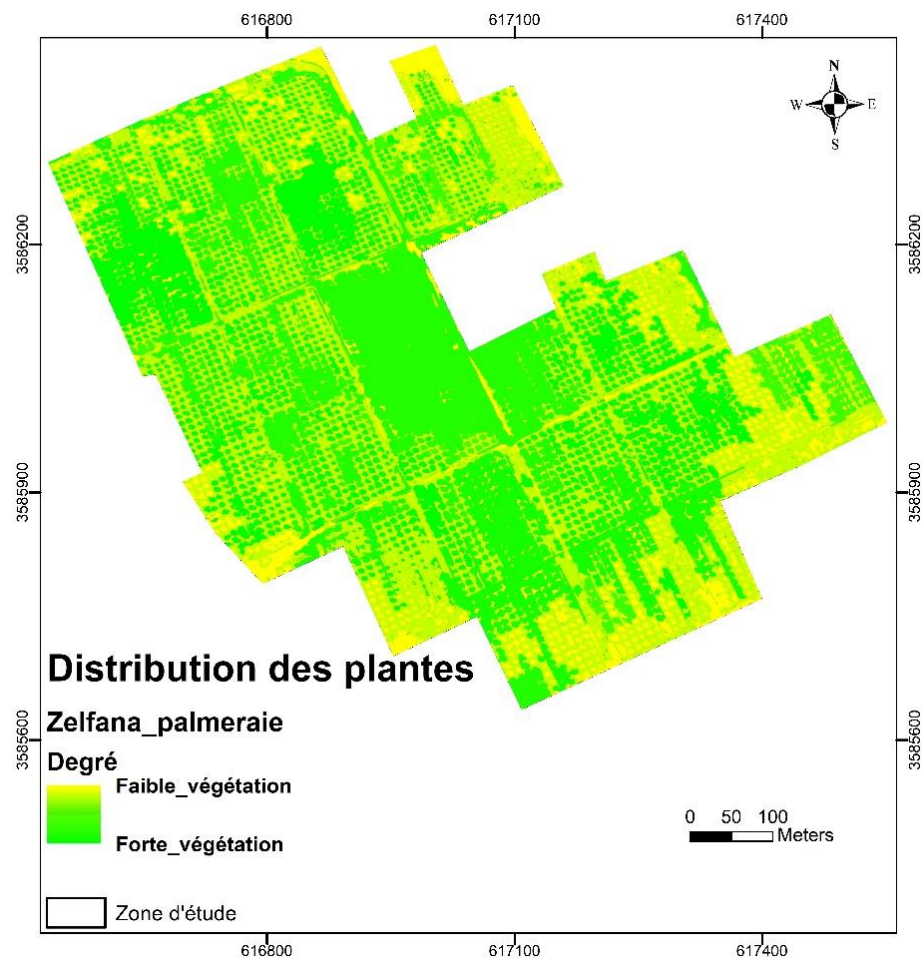 616800 617100 617400
N
W E
S
3586200 3586200
3585900 3585900
3585600 3585600
Distribution des plantes
Zelfana_palmeraie
Degré
Faible_végétation
Forte_végétation
0 50 100
Meters
Zone d'étude
616800 617100 617400